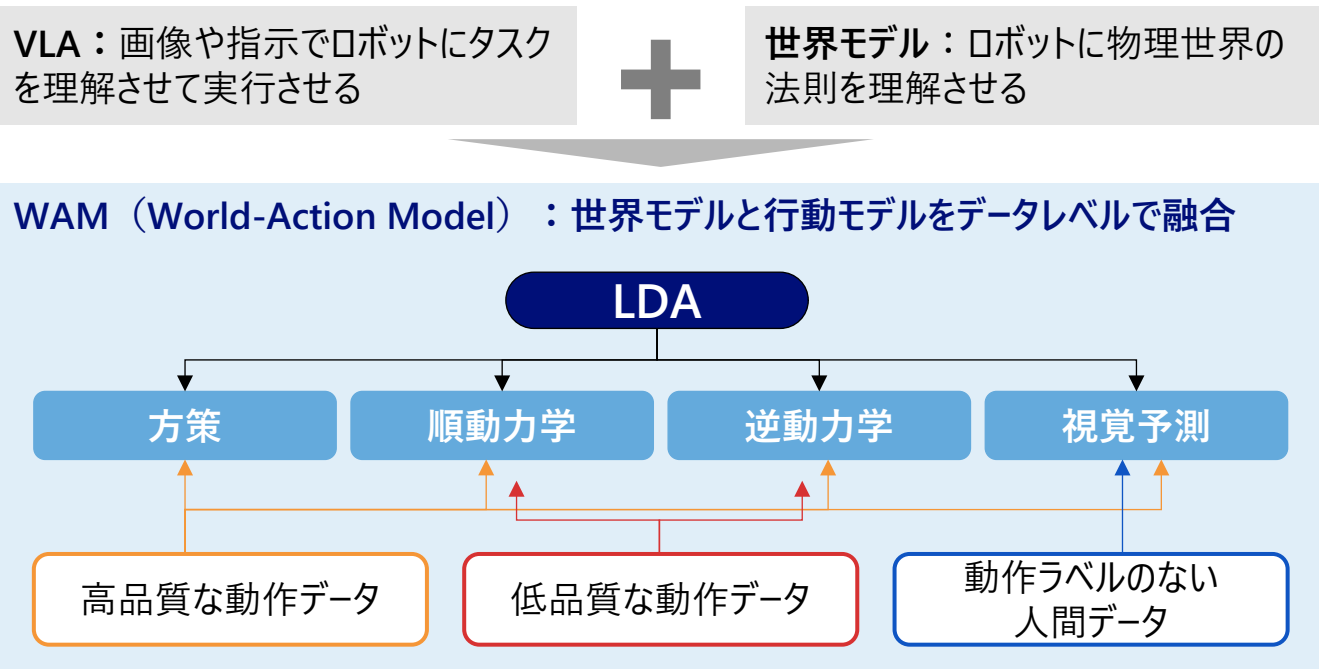 VLA：画像や指示でロボットにタスク
を理解させて実行させる
世界モデル：ロボットに物理世界の
法則を理解させる
WAM（World-Action Model）：世界モデルと行動モデルをデータレベルで融合
LDA
方策
順動力学
逆動力学
視覚予測
高品質な動作データ
低品質な動作データ
動作ラベルのない
人間データ